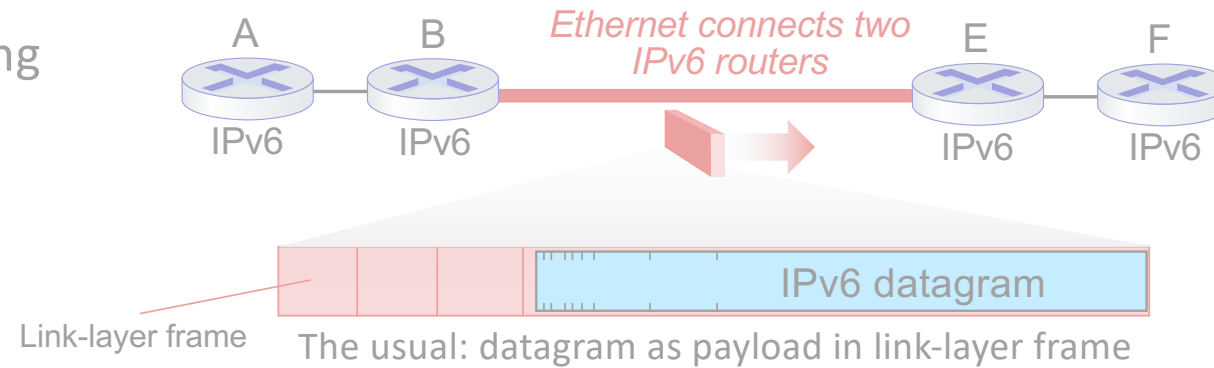 ng
A
B
Ethernet connects two
IPv6 routers
E
F
IPv6
IPv6
IPv6
IPv6
IPv6 datagram
Link-layer frame
The usual: datagram as payload in link-layer frame